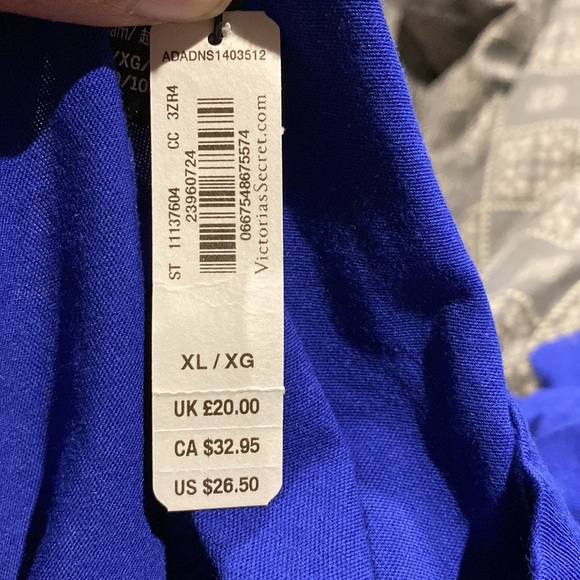 ADADNS1403512
ST 11137604 CC 3ZR4
23960724
0667548675574
VictoriasSecret.com
XL / XG
UK £20.00
CA $32.95
US $26.50
/XG/